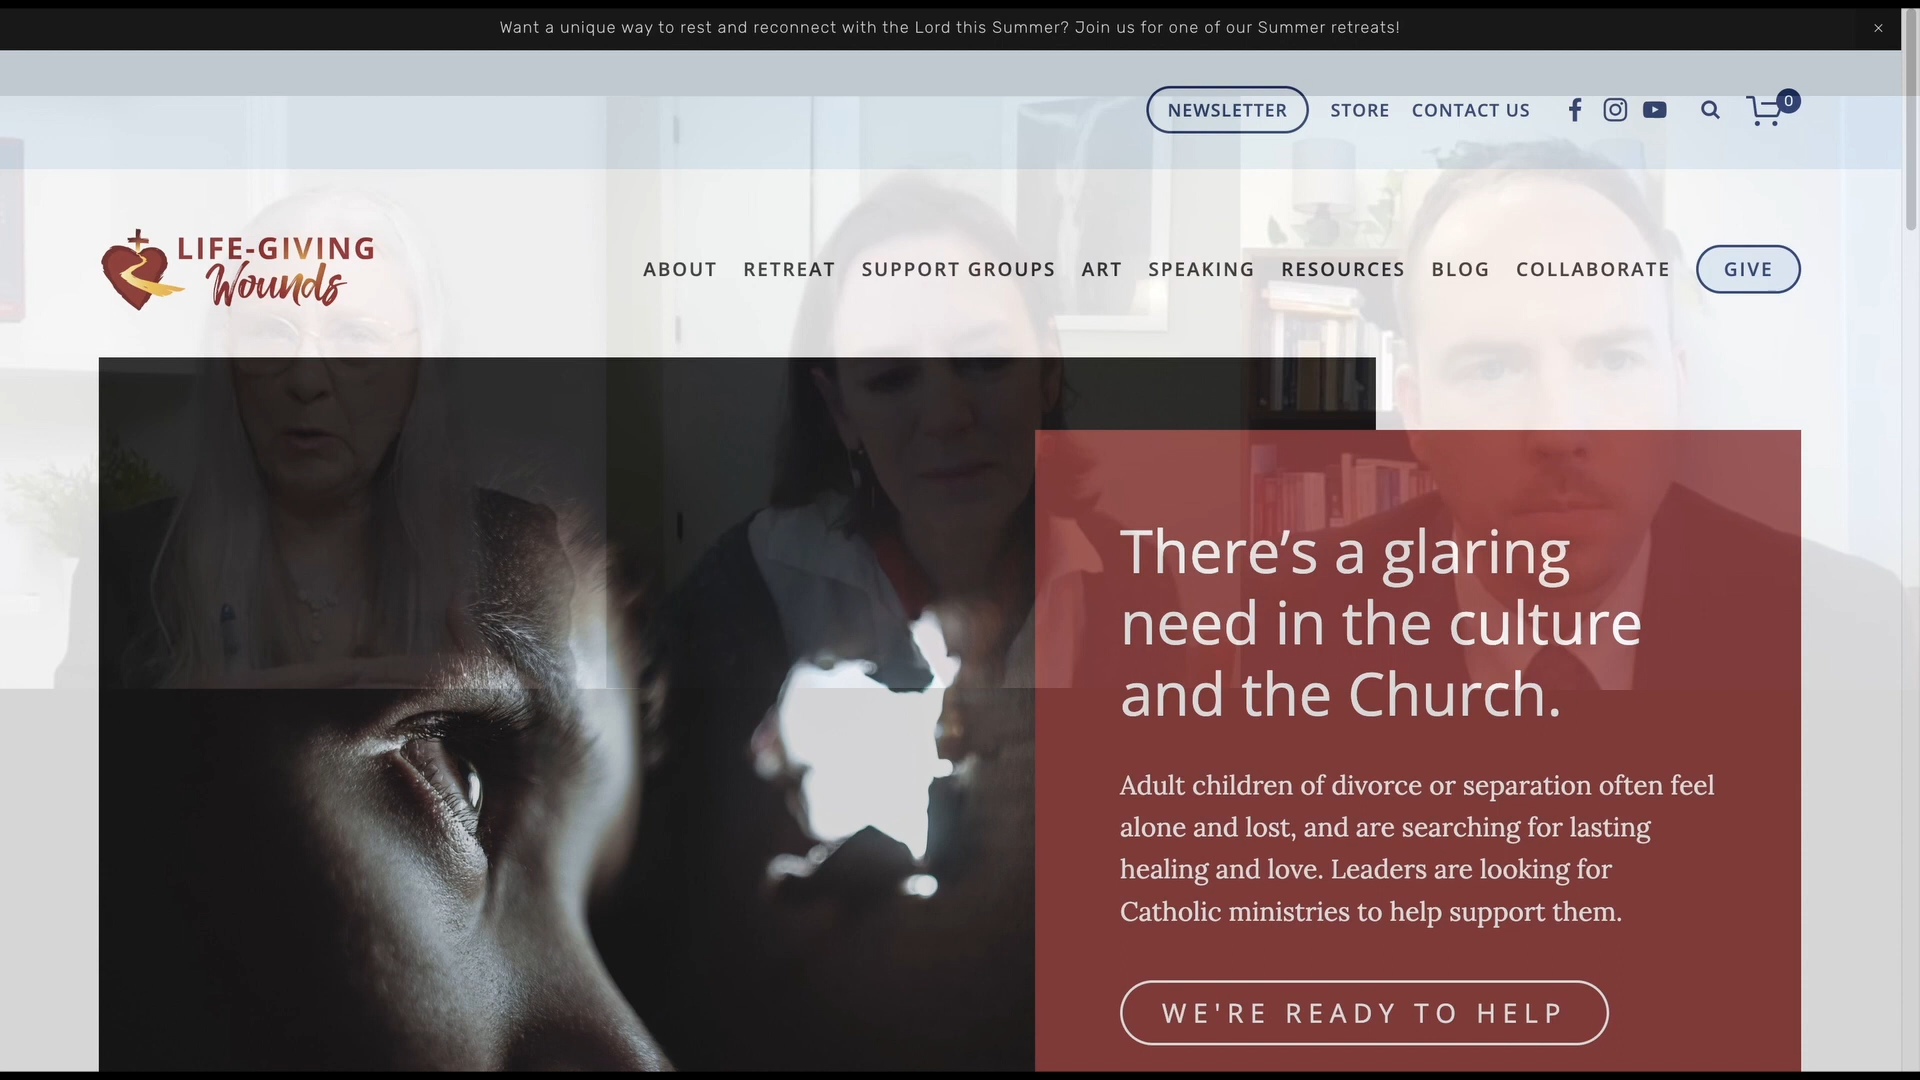 Want a unique way to rest and reconnect with the Lord this Summer? Join us for one of our Summer retreats!
NEWSLETTER STORE CONTACT US 0
LIFE-GIVING
Wounds
ABOUT RETREAT SUPPORT GROUPS ART SPEAKING RESOURCES BLOG COLLABORATE GIVE
There’s a glaring
need in the culture
and the Church.
Adult children of divorce or separation often feel
alone and lost, and are searching for lasting
healing and love. Leaders are looking for
Catholic ministries to help support them.
WE'RE READY TO HELP